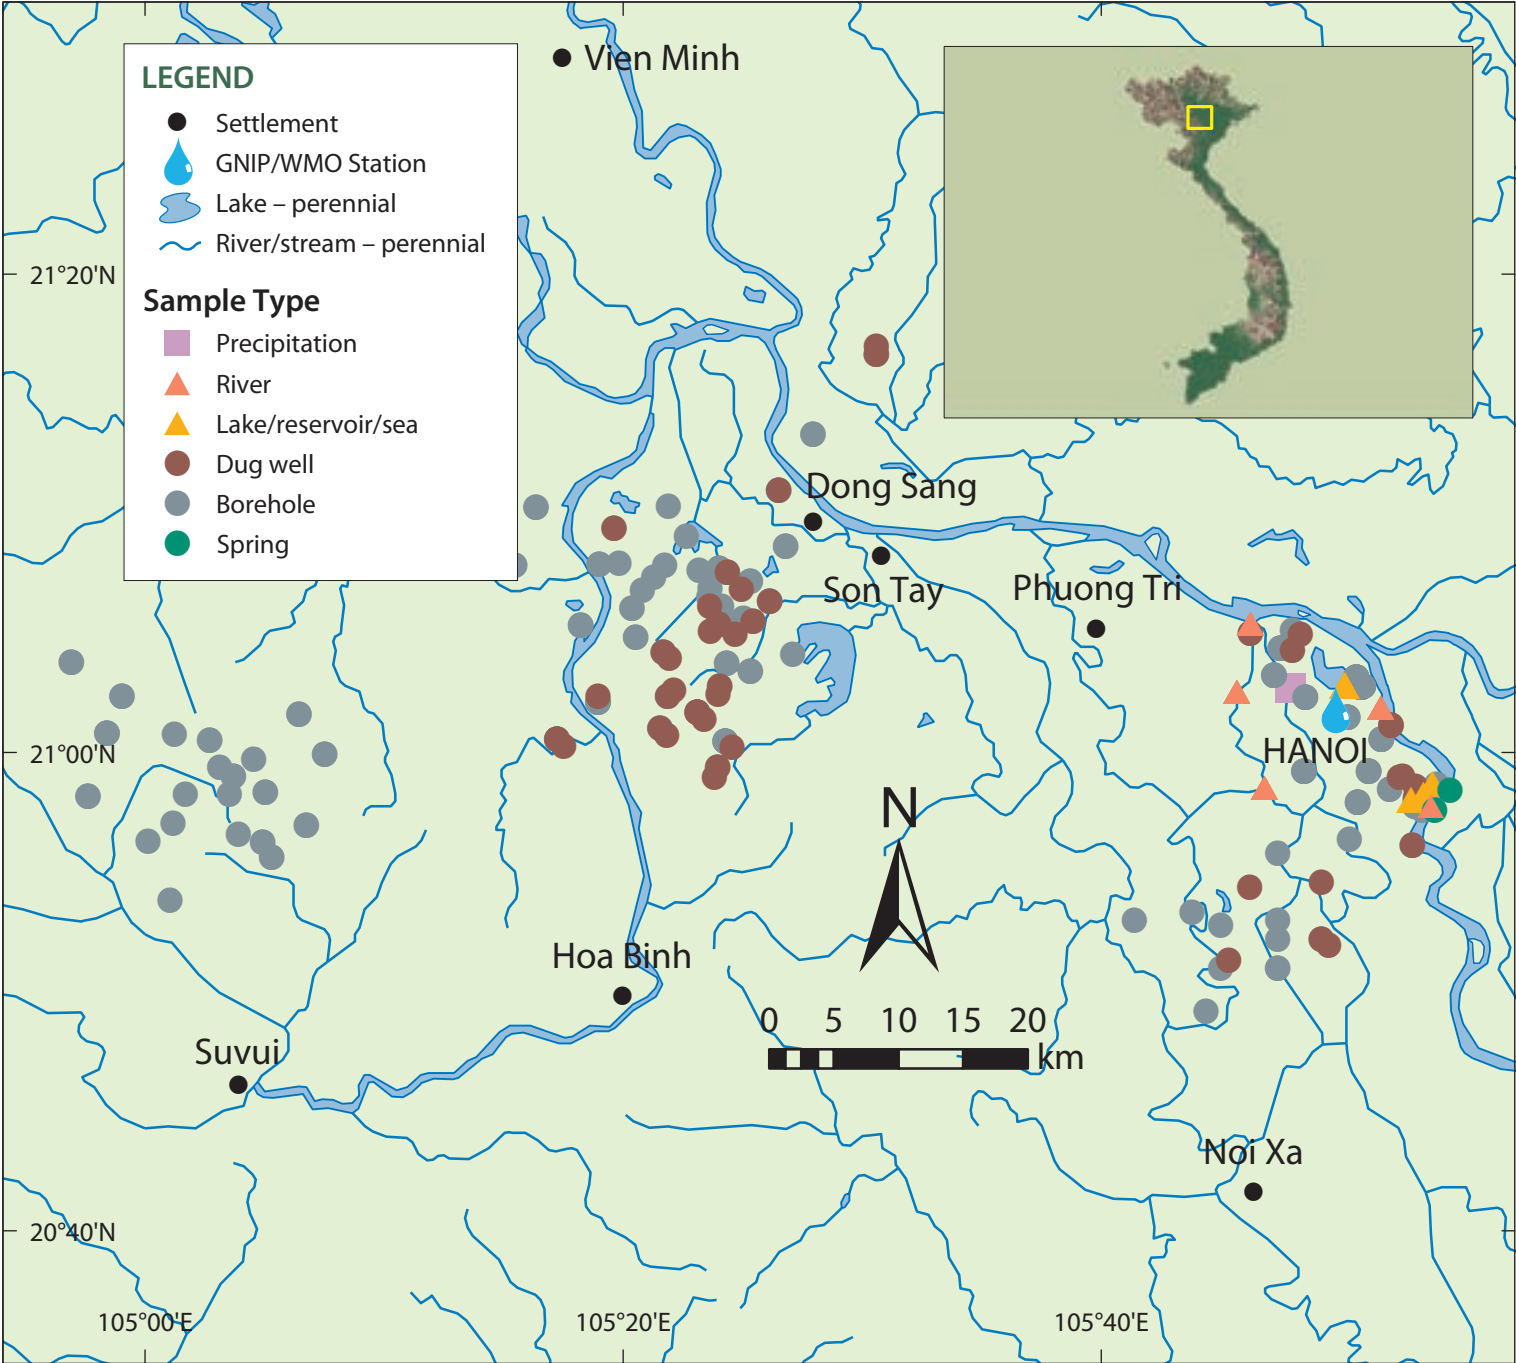 Vien Minh
LEGEND
Settlement
GNIP/WMO Station
Lake – perennial
River/stream – perennial
Sample Type
Precipitation
River
Lake/reservoir/sea
Dug well
Borehole
Spring
21°20'N
Dong Sang
Son Tay
Phuong Tri
21°00'N
HANOI
N
Hoa Binh
0 5 10 15 20
km
Suvui
Noi Xa
20°40'N
105°00'E 105°20'E 105°40'E